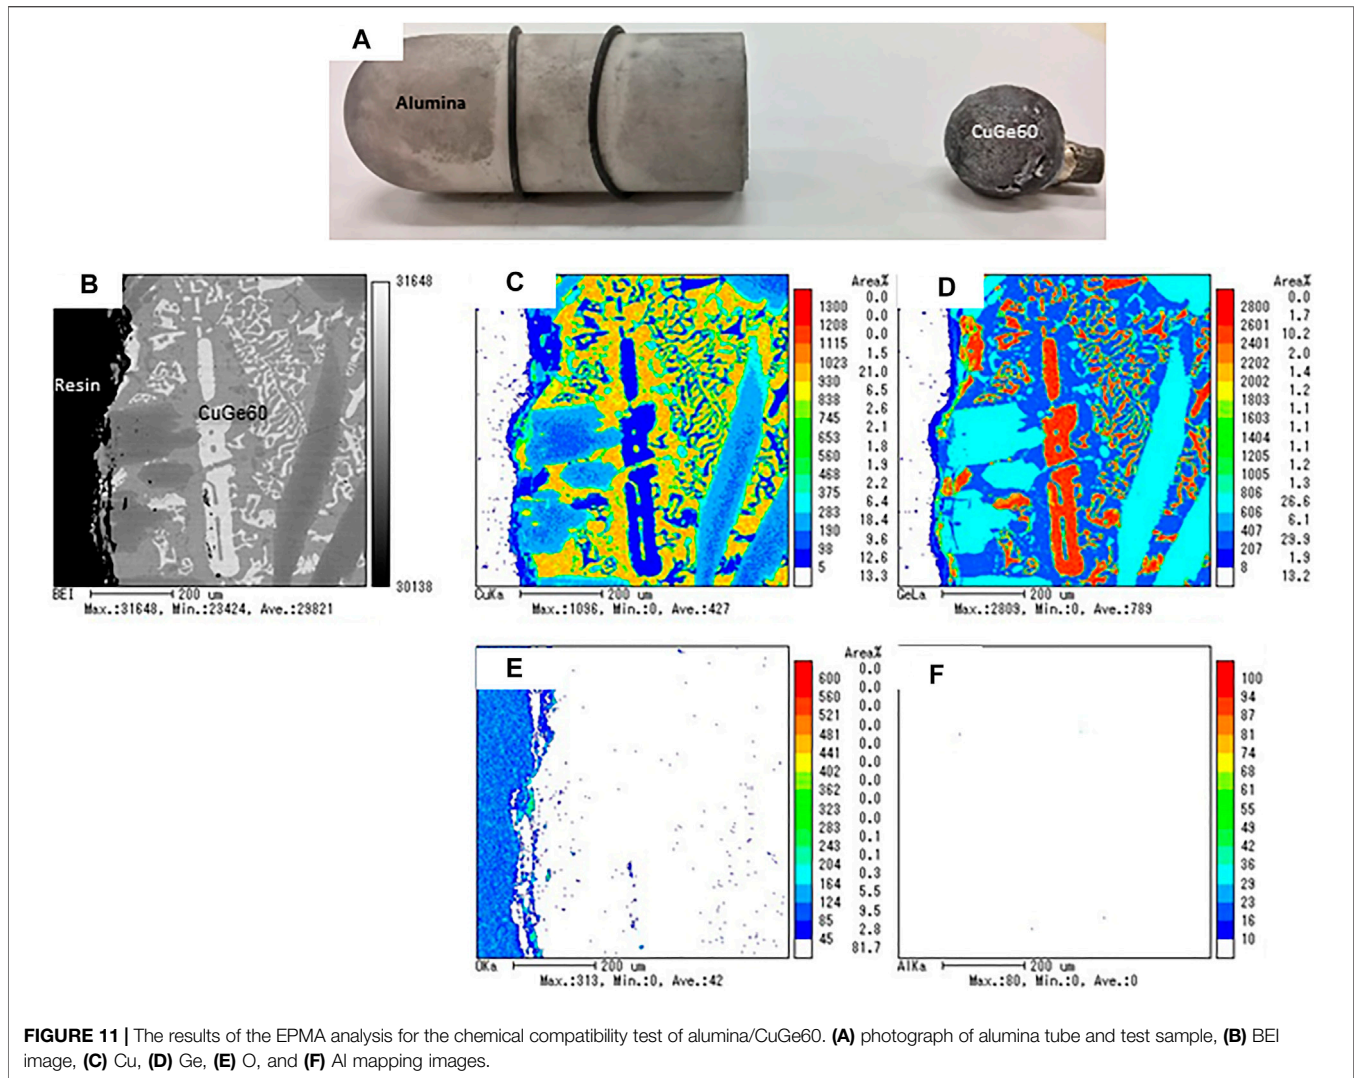 A
Alumina
CuGe60
B
Resin
CuGe60
31648
30138
BEI 200 um
Max.:31648, Min.:23424, Ave.:29821
C
Area%
1300 0.0
1208 0.0
1115 0.0
1023 1.5
930 21.0
838 6.5
745 2.6
653 2.1
560 1.8
468 1.9
375 2.2
283 6.4
190 18.4
98 9.6
5 12.6
13.3
CuKa 200 um
Max.:1096, Min.:0, Ave.:427
D
Area%
2800 0.0
2601 1.7
2401 10.2
2202 2.0
2002 1.4
1803 1.2
1603 1.1
1404 1.1
1205 1.1
1005 1.2
806 1.3
606 26.6
407 6.1
207 29.9
8 1.9
13.2
GeLa 200 um
Max.:2809, Min.:0, Ave.:789
E
Area%
600 0.0
560 0.0
521 0.0
481 0.0
441 0.0
402 0.0
362 0.0
323 0.0
283 0.0
243 0.1
204 0.1
164 0.3
124 5.5
85 9.5
45 2.8
81.7
OKa 200 um
Max.:313, Min.:0, Ave.:42
F
100
94
87
81
74
68
61
55
49
42
36
29
23
16
10
AlKa 200 um
Max.:80, Min.:0, Ave.:0
FIGURE 11 | The results of the EPMA analysis for the chemical compatibility test of alumina/CuGe60. (A) photograph of alumina tube and test sample, (B) BEI
image, (C) Cu, (D) Ge, (E) O, and (F) Al mapping images.